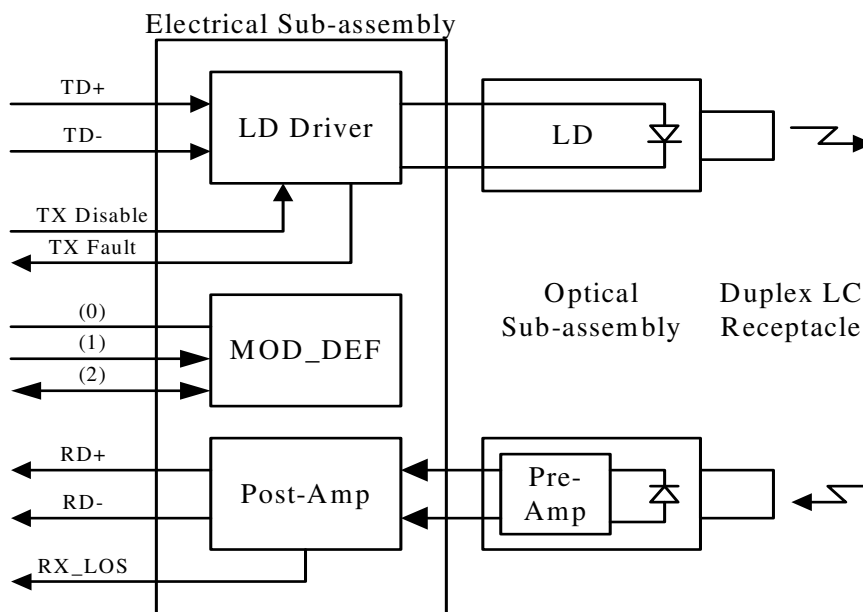 Electrical Sub-assembly
TD+
LD Driver
LD
TD-
TX Disable
TX Fault
Optical
Sub-assembly
Duplex LC
Receptacle
(0)
(1)
MOD_DEF
(2)
RD+
Post-Amp
Pre-
Amp
RD-
RX_LOS